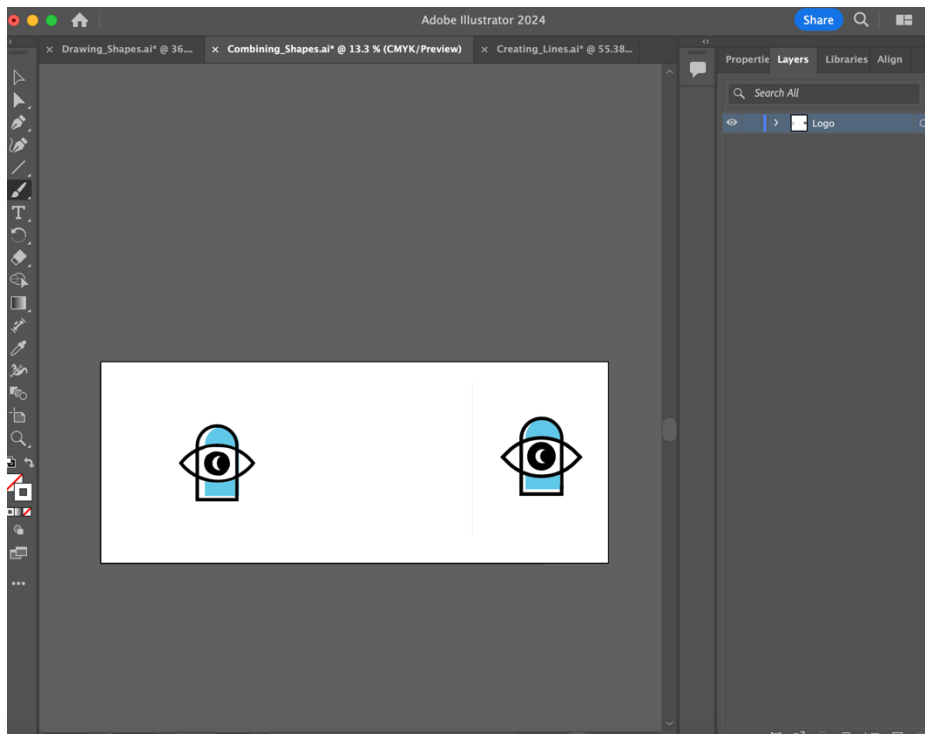 Adobe Illustrator 2024
Share
Drawing_Shapes.ai* @ 36....
Combining_Shapes.ai* @ 13.3 % (CMYK/Preview)
Creating_Lines.ai* @ 55.38...
Propertie Layers Libraries Align
Search All
Logo